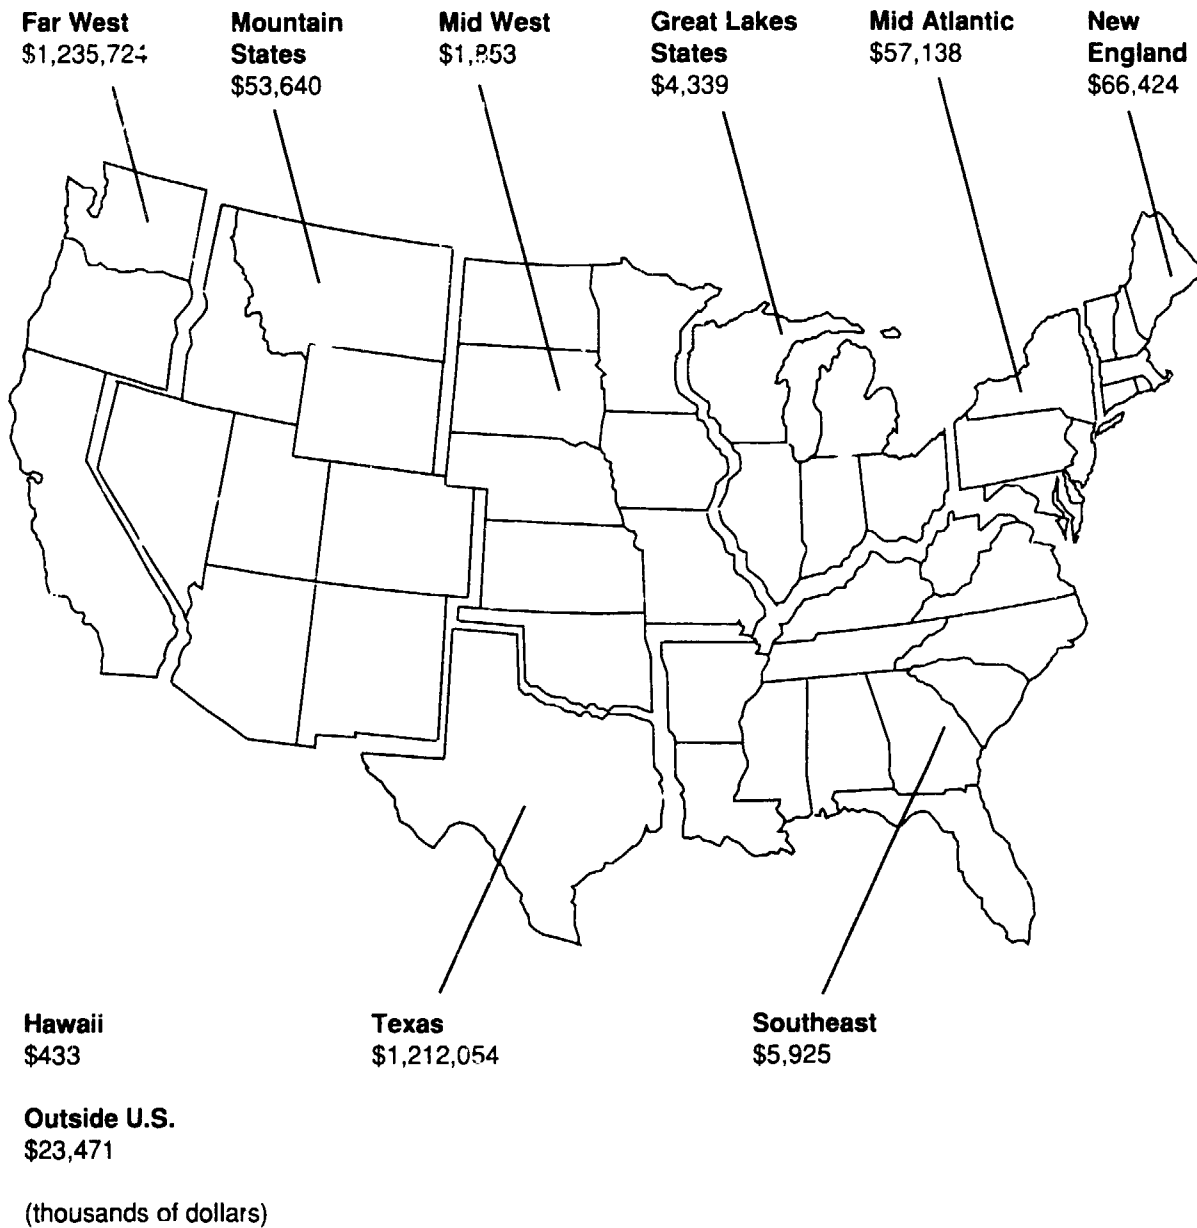 Far West
$1,235,724
Mountain
States
$53,640
Mid West
$1,853
Great Lakes
States
$4,339
Mid Atlantic
$57,138
New
England
$66,424
Hawaii
$433
Texas
$1,212,054
Southeast
$5,925
Outside U.S.
$23,471
(thousands of dollars)